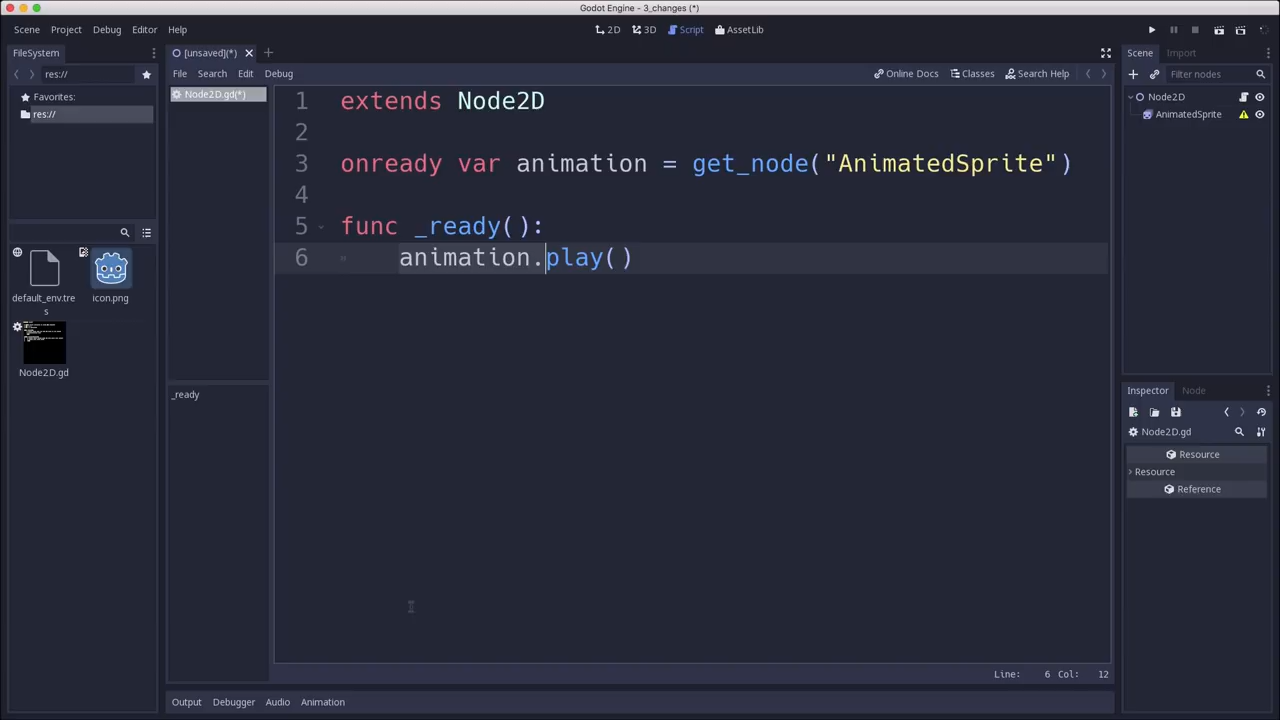 Godot Engine - 3_changes (*)
Scene Project Debug Editor Help
2D 3D Script AssetLib
FileSystem
res://
Favorites:
res://
default_env.tres
icon.png
Node2D.gd
[unsaved](*)
File Search Edit Debug
Online Docs Classes Search Help
Node2D.gd(*)
_ready
1 extends Node2D
2
3 onready var animation = get_node("AnimatedSprite")
4
5 func _ready():
6 animation.play()
Line: 6 Col: 12
Output Debugger Audio Animation
Scene Import
Filter nodes
Node2D
AnimatedSprite
Inspector Node
Node2D.gd
Resource
Resource
Reference